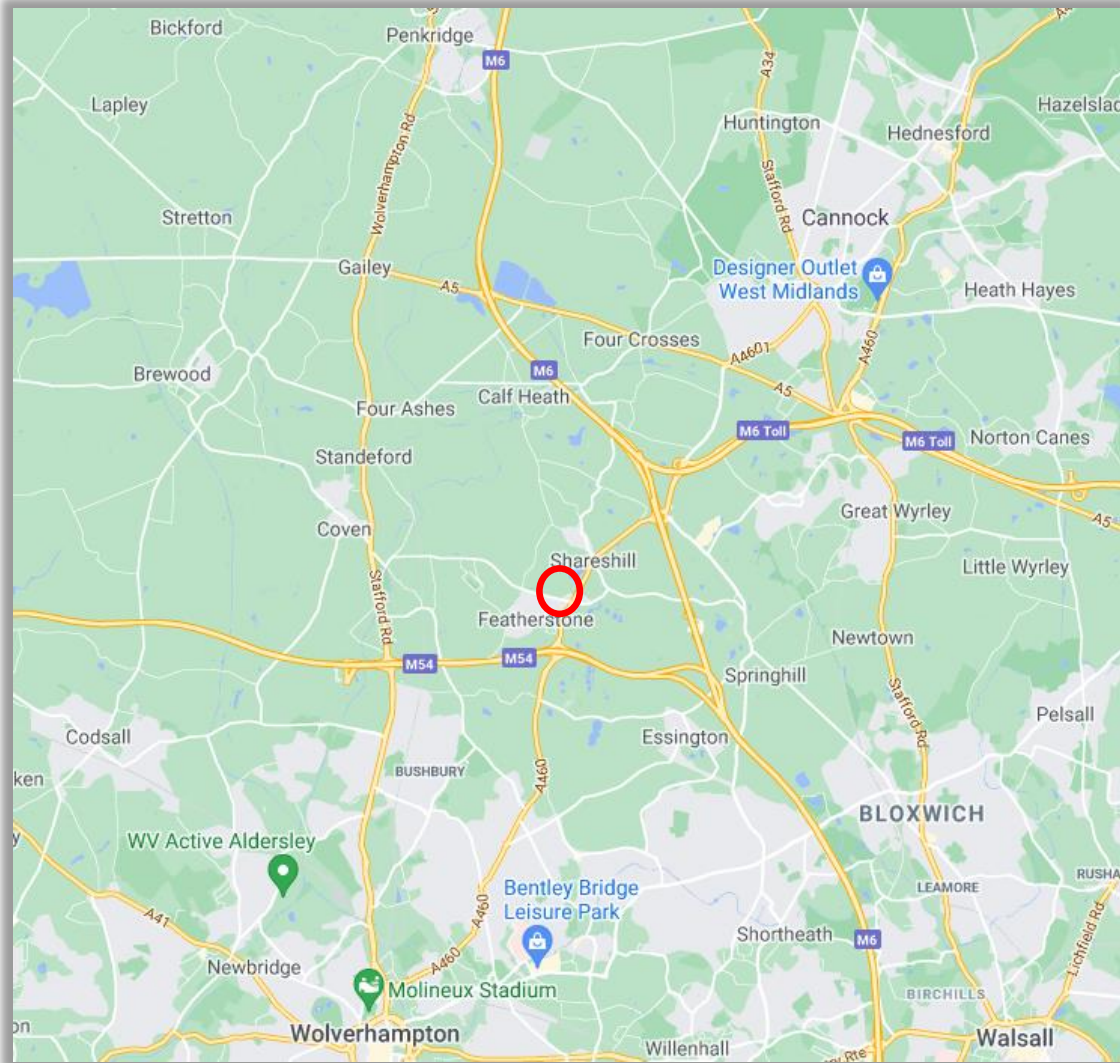 Bickford
Penkridge
M6
A34
Lapley
Huntington
Hazelslad
Hednesford
Wolverhampton Rd
Stafford Rd
Stretton
Cannock
Gailey
Designer Outlet
West Midlands
A5
Heath Hayes
Four Crosses
A4601
A460
Brewood
M6
Calf Heath
A5
Four Ashes
M6 Toll
M6 Toll
Norton Canes
Standeford
Great Wyrley
A5
Coven
Shareshill
Little Wyrley
Stafford Rd
Featherstone
Newtown
M54
M54
Springhill
Stafford Rd
Pelsall
Codsall
Essington
ken
BUSHBURY
A460
BLOXWICH
WV Active Aldersley
Bentley Bridge
Leisure Park
LEAMORE
RUSHA
A41
A460
Shortheath
M6
Lichfield Rd
Newbridge
A460
Molineux Stadium
BIRCHILLS
on
Wolverhampton
Willenhall
Walsall